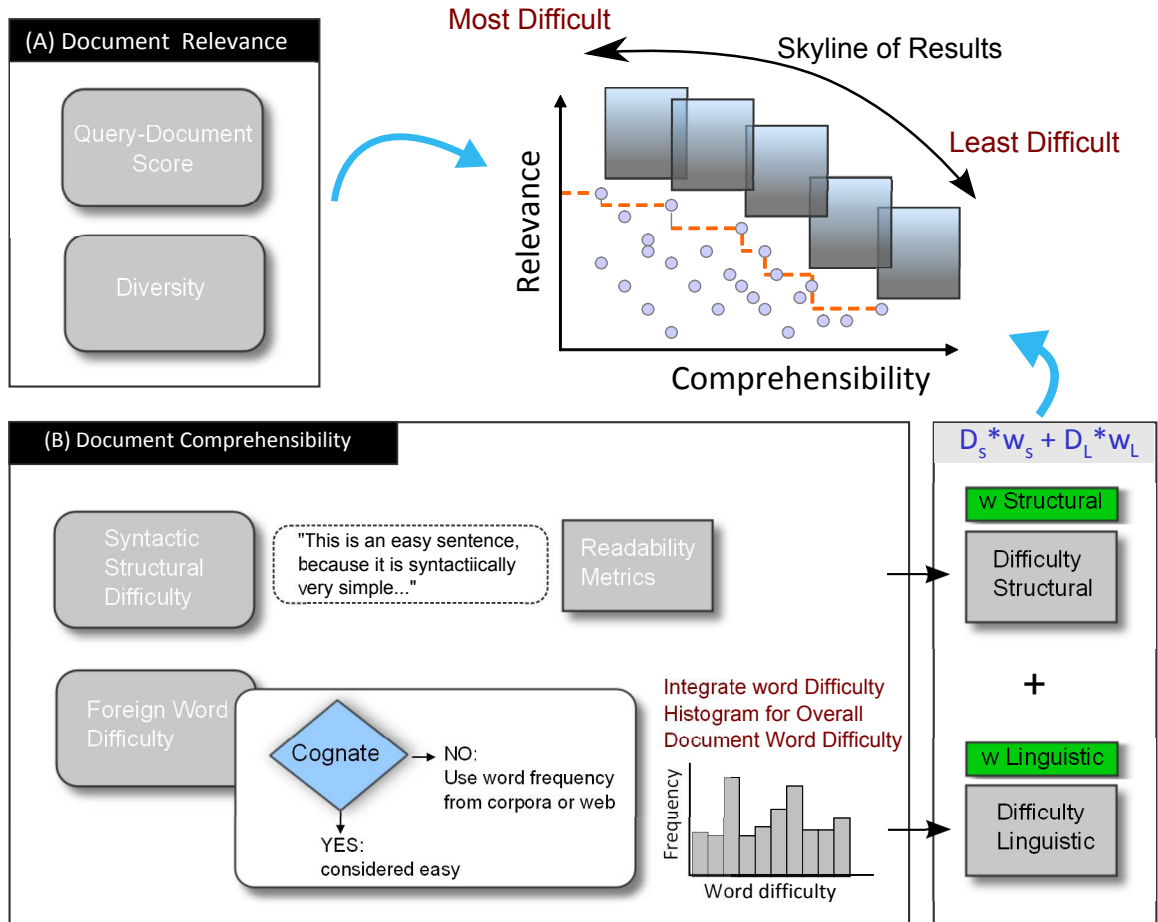 (A) Document Relevance
Query-Document
Score
Diversity
Most Difficult
Skyline of Results
Least Difficult
Relevance
Comprehensibility
(B) Document Comprehensibility
Syntactic
Structural
Difficulty
"This is an easy sentence,
because it is syntactiically
very simple..."
Readability
Metrics
Foreign Word
Difficulty
Cognate
NO:
Use word frequency
from corpora or web
YES:
considered easy
Integrate word Difficulty
Histogram for Overall
Document Word Difficulty
Frequency
Word difficulty
Ds*ws + DL*wL
w Structural
Difficulty
Structural
+
w Linguistic
Difficulty
Linguistic